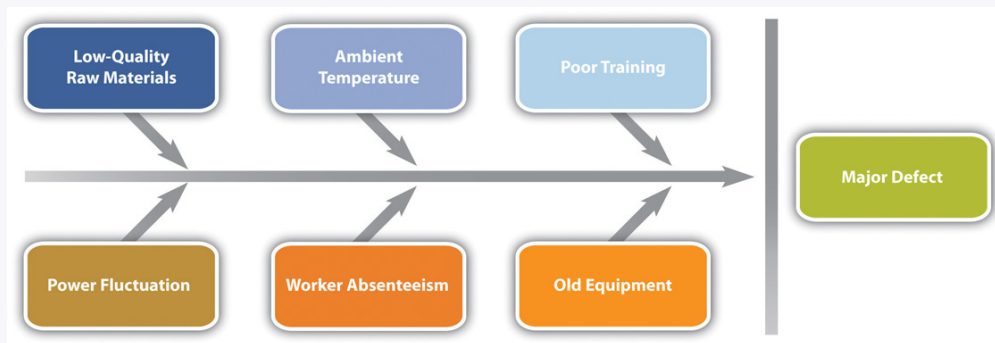 Low-Quality
Raw Materials
Ambient
Temperature
Poor Training
Major Defect
Power Fluctuation
Worker Absenteeism
Old Equipment